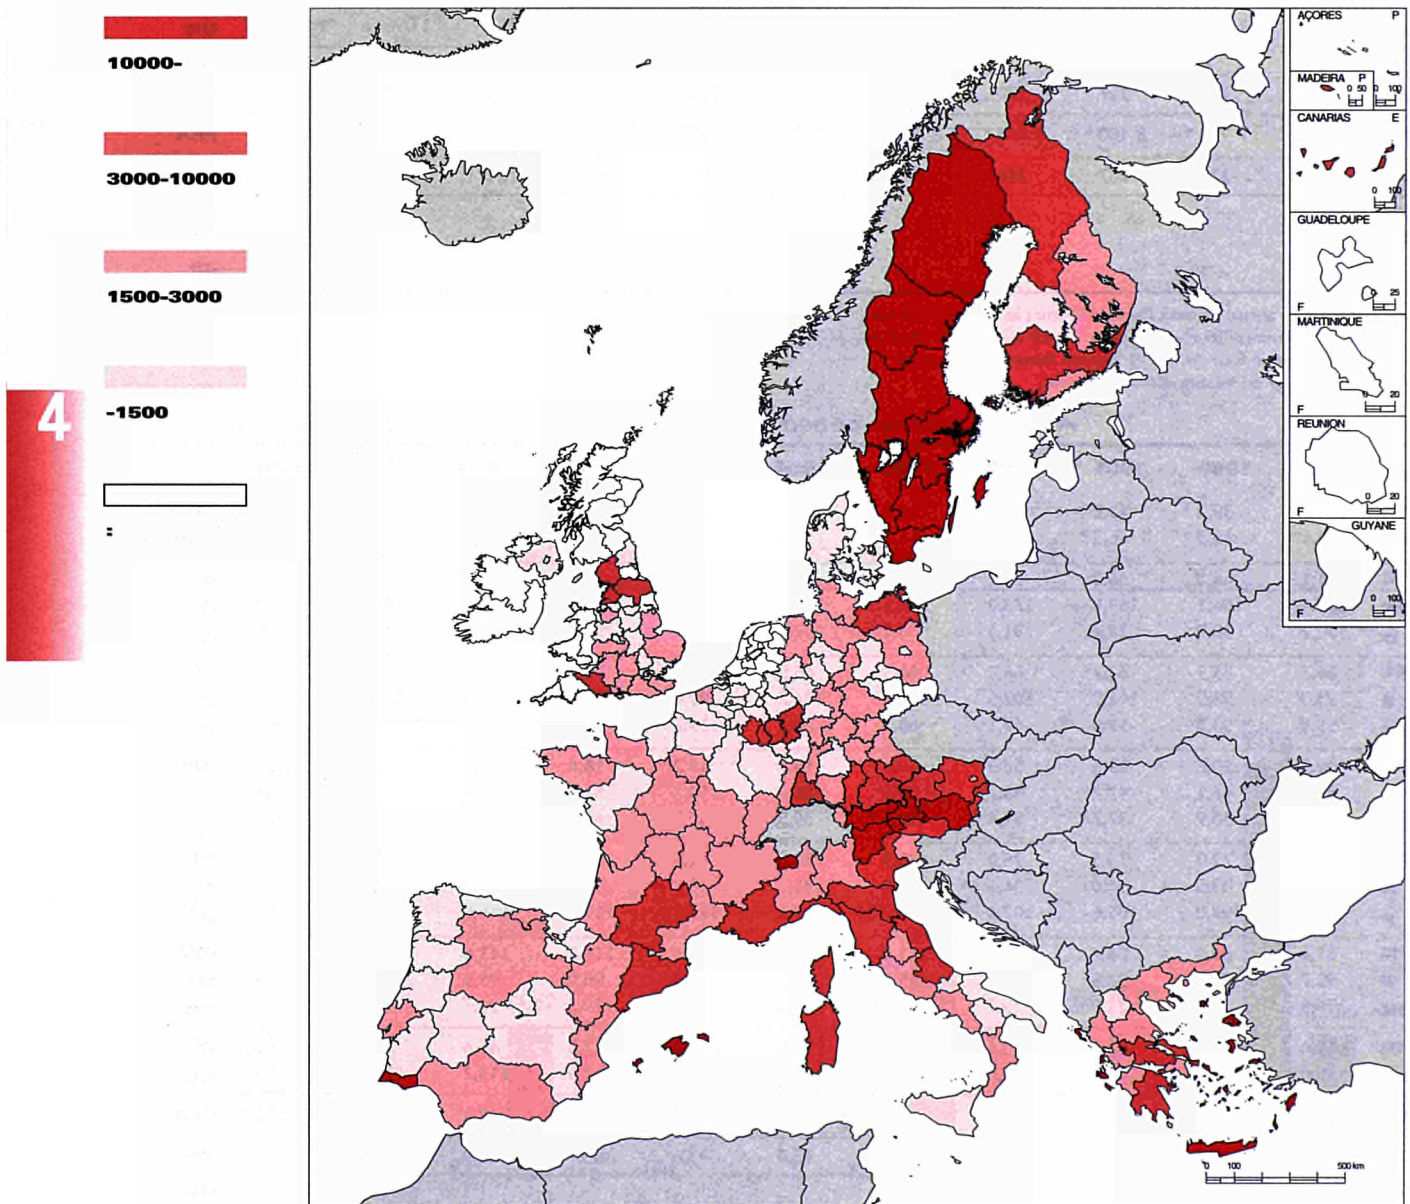 10000-
3000-10000
1500-3000
4
-1500
:
AÇORES P
MADEIRA P
0 50 0 100
CANARIAS E
0 100
GUADELOUPE
0 25
F
MARTINIQUE
0 20
F
REUNION
0 20
F
GUYANE
0 100
F
0 100 500 km